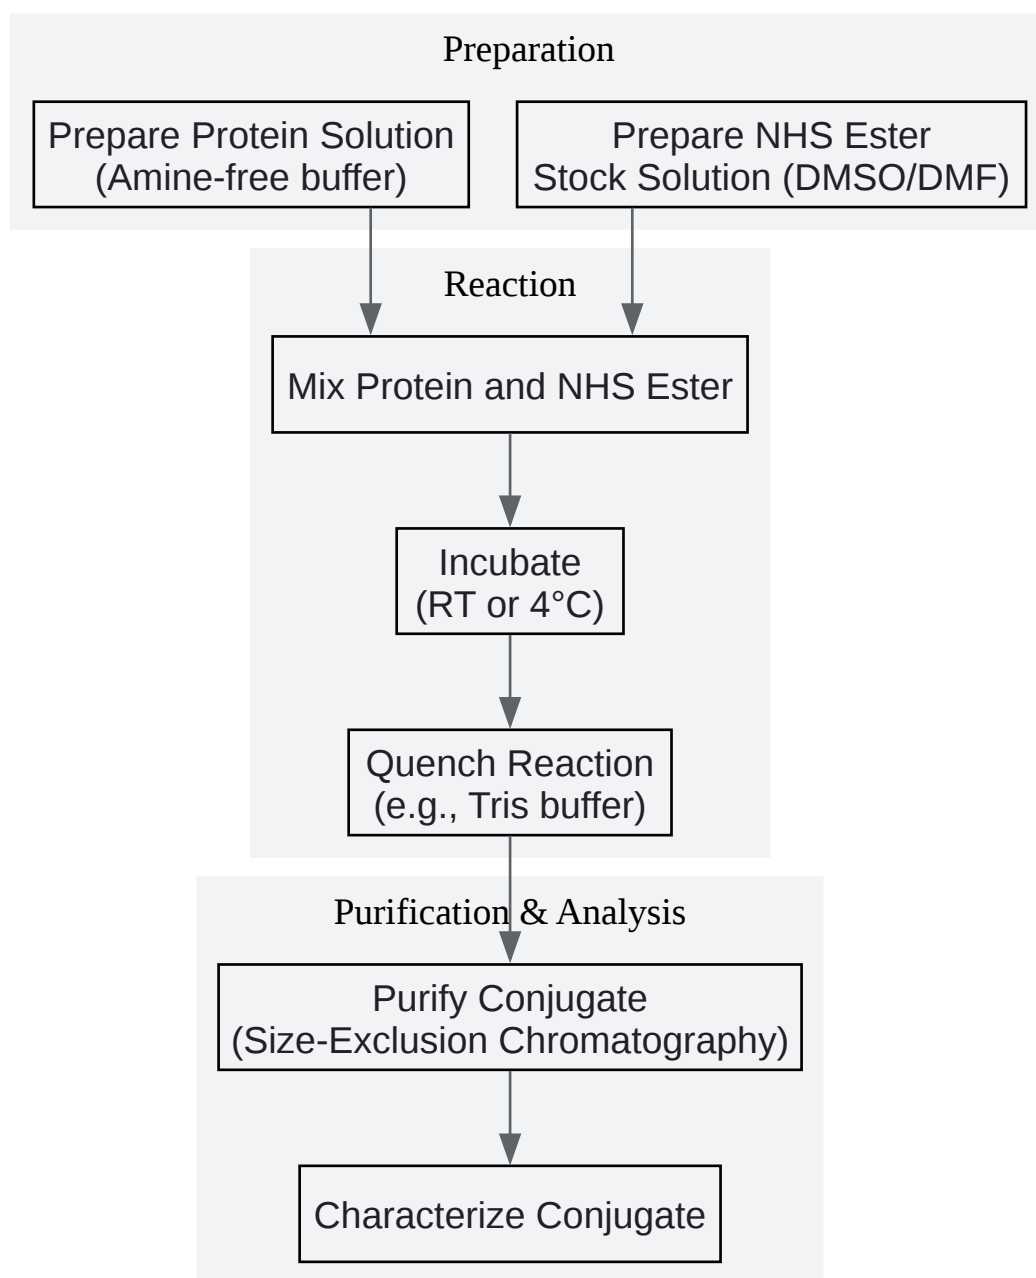 Preparation
Prepare Protein Solution
(Amine-free buffer)
Prepare NHS Ester
Stock Solution (DMSO/DMF)
Reaction
Mix Protein and NHS Ester
Incubate
(RT or 4°C)
Quench Reaction
(e.g., Tris buffer)
Purification & Analysis
Purify Conjugate
(Size-Exclusion Chromatography)
Characterize Conjugate